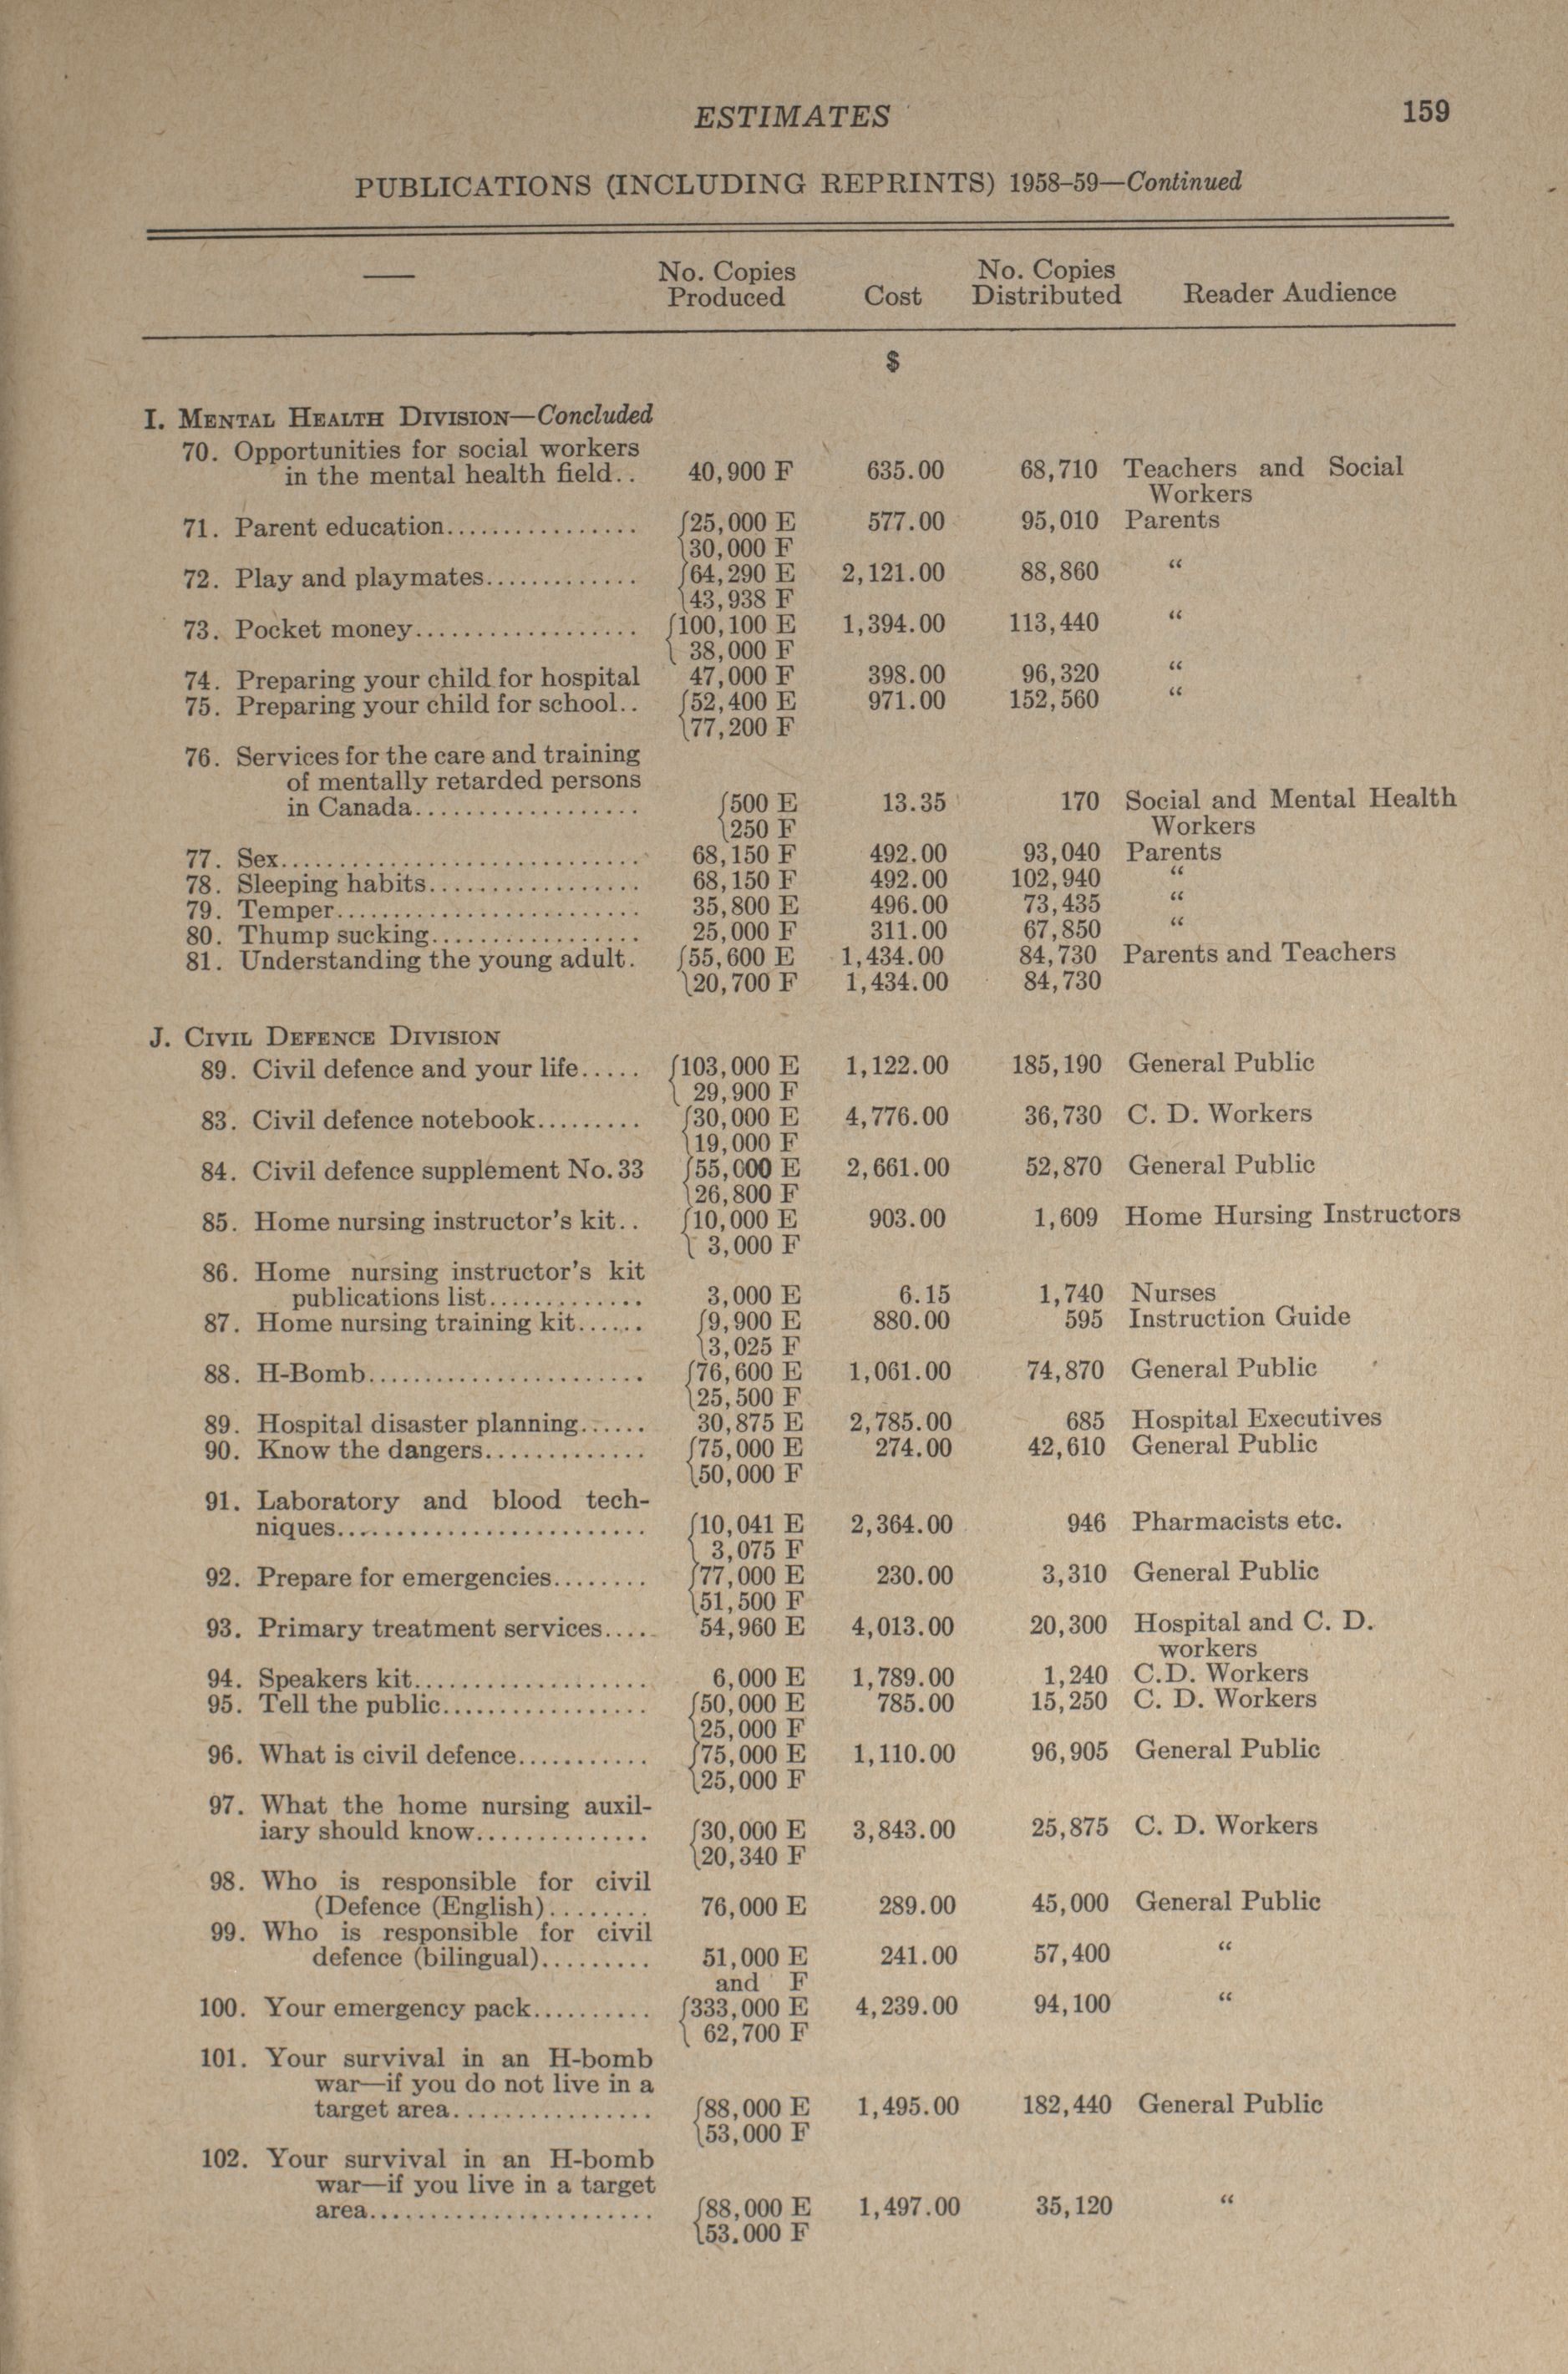 ESTIMATES 159
PUBLICATIONS (INCLUDING REPRINTS) 1958–59—Continued
— No. Copies Produced Cost No. Copies Distributed Reader Audience
$
I. MENTAL HEALTH DIVISION—Concluded
70. Opportunities for social workers
in the mental health field.. 40,900 F 635.00 68,710 Teachers and Social
Workers
71. Parent education................ {25,000 E 577.00 95,010 Parents
{30,000 F
72. Play and playmates............. {64,290 E 2,121.00 88,860 “
{43,938 F
73. Pocket money.................. {100,100 E 1,394.00 113,440 “
{ 38,000 F
74. Preparing your child for hospital 47,000 F 398.00 96,320 “
75. Preparing your child for school.. {52,400 E 971.00 152,560 “
{77,200 F
76. Services for the care and training
of mentally retarded persons
in Canada.................. {500 E 13.35 170 Social and Mental Health
{250 F Workers
77. Sex............................. 68,150 F 492.00 93,040 Parents
78. Sleeping habits................. 68,150 F 492.00 102,940 “
79. Temper......................... 35,800 E 496.00 73,435 “
80. Thump sucking................. 25,000 F 311.00 67,850 “
81. Understanding the young adult. {55,600 E 1,434.00 84,730 Parents and Teachers
{20,700 F 1,434.00 84,730
J. CIVIL DEFENCE DIVISION
89. Civil defence and your life..... {103,000 E 1,122.00 185,190 General Public
{ 29,900 F
83. Civil defence notebook......... {30,000 E 4,776.00 36,730 C. D. Workers
{19,000 F
84. Civil defence supplement No. 33 {55,000 E 2,661.00 52,870 General Public
{26,800 F
85. Home nursing instructor's kit.. {10,000 E 903.00 1,609 Home Hursing Instructors
{ 3,000 F
86. Home nursing instructor's kit
publications list............. 3,000 E 6.15 1,740 Nurses
87. Home nursing training kit...... {9,900 E 880.00 595 Instruction Guide
{3,025 F
88. H-Bomb....................... {76,600 E 1,061.00 74,870 General Public
{25,500 F
89. Hospital disaster planning...... 30,875 E 2,785.00 685 Hospital Executives
90. Know the dangers............. {75,000 E 274.00 42,610 General Public
{50,000 F
91. Laboratory and blood tech-
niques......................... {10,041 E 2,364.00 946 Pharmacists etc.
{ 3,075 F
92. Prepare for emergencies........ {77,000 E 230.00 3,310 General Public
{51,500 F
93. Primary treatment services..... 54,960 E 4,013.00 20,300 Hospital and C. D.
workers
94. Speakers kit................... 6,000 E 1,789.00 1,240 C.D. Workers
95. Tell the public................. {50,000 E 785.00 15,250 C. D. Workers
{25,000 F
96. What is civil defence........... {75,000 E 1,110.00 96,905 General Public
{25,000 F
97. What the home nursing auxil-
iary should know.............. {30,000 E 3,843.00 25,875 C. D. Workers
{20,340 F
98. Who is responsible for civil
(Defence (English)........ 76,000 E 289.00 45,000 General Public
99. Who is responsible for civil
defence (bilingual)......... 51,000 E 241.00 57,400 “
and F
100. Your emergency pack.......... {333,000 E 4,239.00 94,100 “
{ 62,700 F
101. Your survival in an H-bomb
war—if you do not live in a
target area................ {88,000 E 1,495.00 182,440 General Public
{53,000 F
102. Your survival in an H-bomb
war—if you live in a target
area....................... {88,000 E 1,497.00 35,120 “
{53.000 F